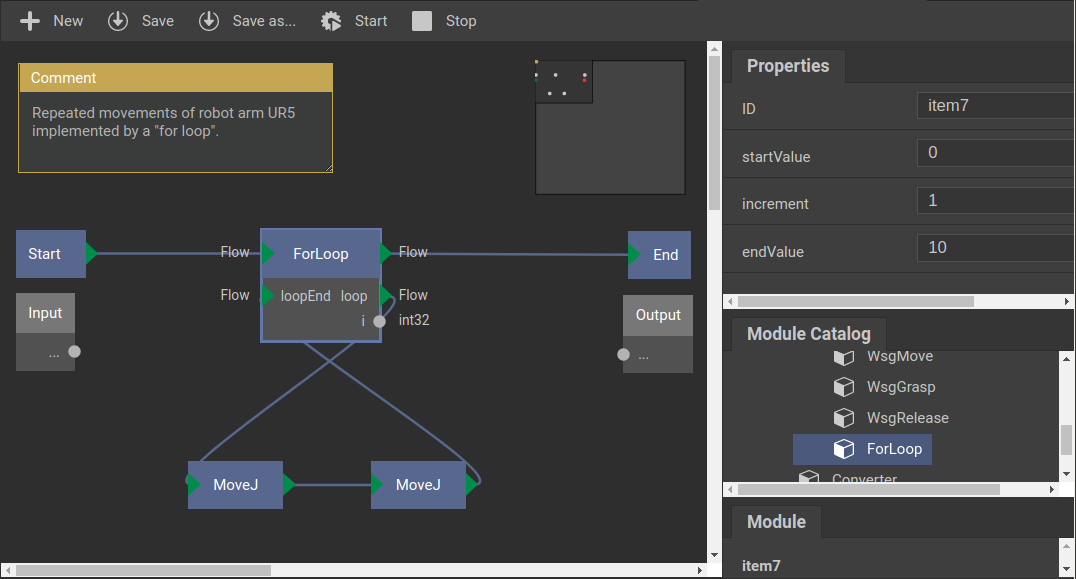 New Save Save as... Start Stop
Comment
Repeated movements of robot arm UR5
implemented by a "for loop".
Start
Flow ForLoop Flow
End
Flow loopEnd loop Flow
i int32
Input
...
Output
...
MoveJ MoveJ
Properties
ID item7
startValue 0
increment 1
endValue 10
Module Catalog
WsgMove
WsgGrasp
WsgRelease
ForLoop
Converter
Module
item7